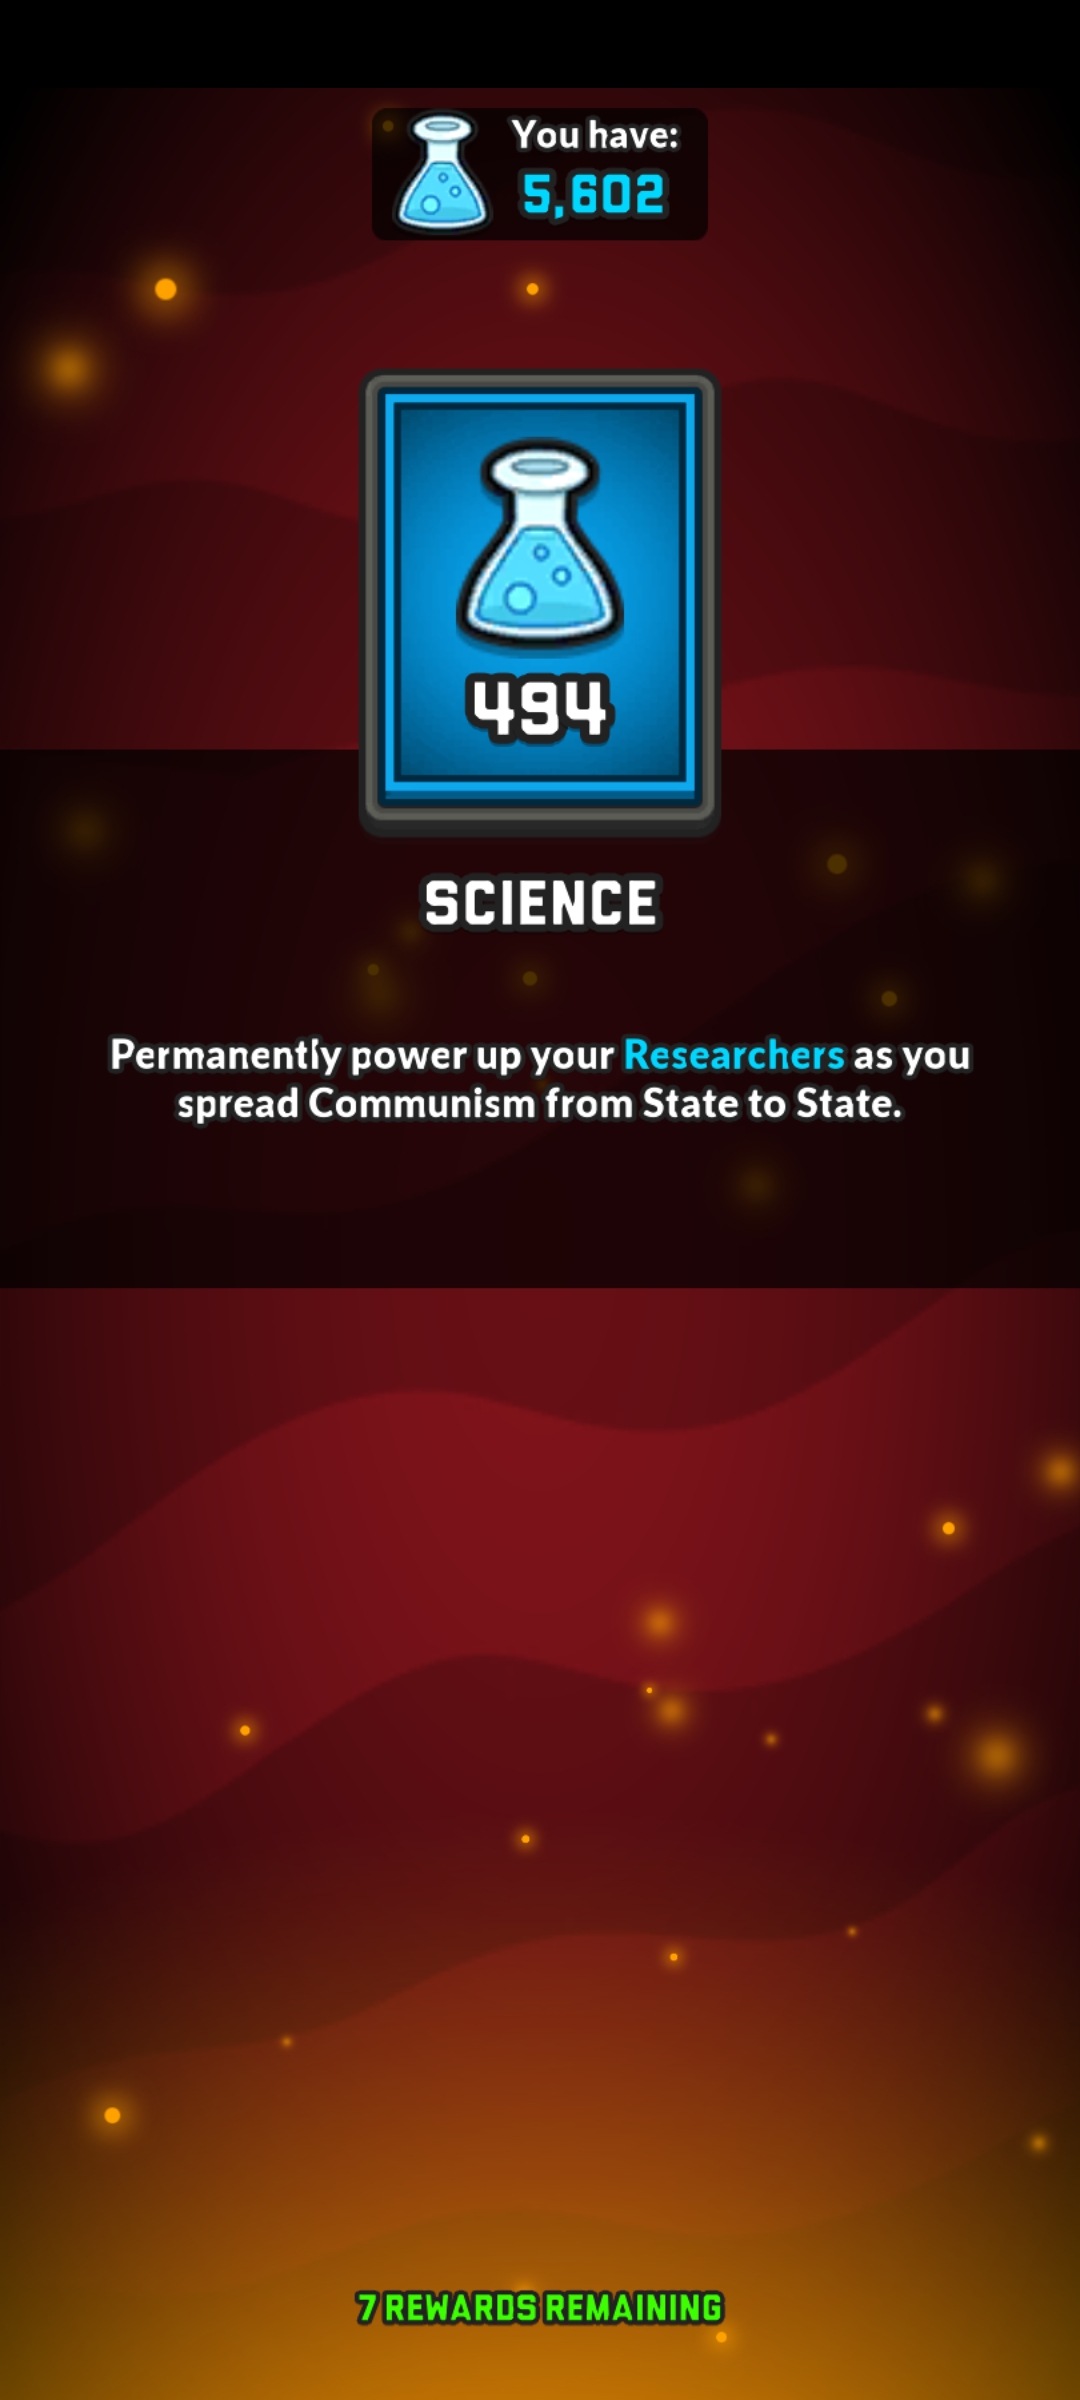 You have:
5,602
494
SCIENCE
Permanently power up your Researchers as you
spread Communism from State to State.
7 REWARDS REMAINING